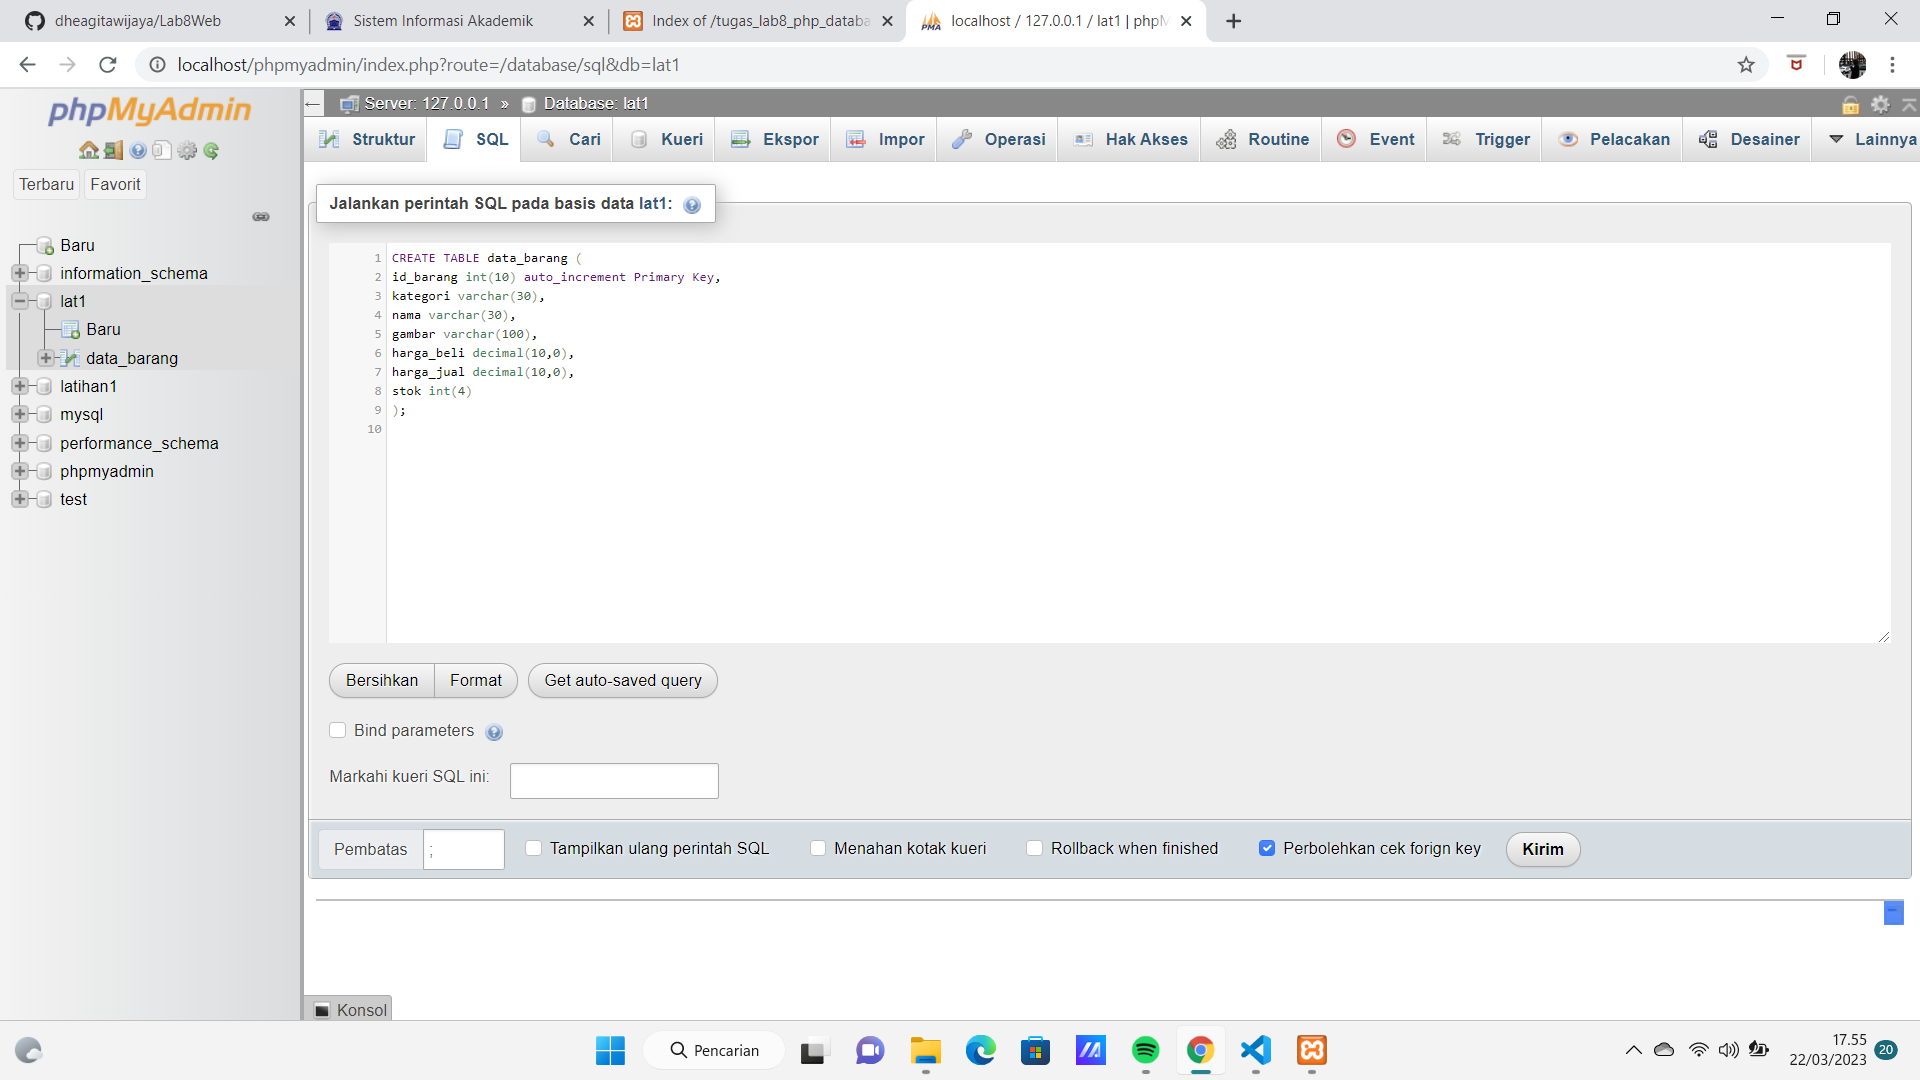 dheagitawijaya/Lab8Web
Sistem Informasi Akademik
Index of /tugas_lab8_php_databa
localhost / 127.0.0.1 / lat1 | phpM
localhost/phpmyadmin/index.php?route=/database/sql&db=lat1
phpMyAdmin
Terbaru
Favorit
Baru
information_schema
lat1
Baru
data_barang
latihan1
mysql
performance_schema
phpmyadmin
test
Server: 127.0.0.1 » Database: lat1
Struktur
SQL
Cari
Kueri
Ekspor
Impor
Operasi
Hak Akses
Routine
Event
Trigger
Pelacakan
Desainer
Lainnya
Jalankan perintah SQL pada basis data lat1:
1 CREATE TABLE data_barang (
2 id_barang int(10) auto_increment Primary Key,
3 kategori varchar(30),
4 nama varchar(30),
5 gambar varchar(100),
6 harga_beli decimal(10,0),
7 harga_jual decimal(10,0),
8 stok int(4)
9 );
10
Bersihkan
Format
Get auto-saved query
Bind parameters
Markahi kueri SQL ini:
Pembatas ;
Tampilkan ulang perintah SQL
Menahan kotak kueri
Rollback when finished
Perbolehkan cek forign key
Kirim
Konsol
Pencarian
17.55
22/03/2023
20